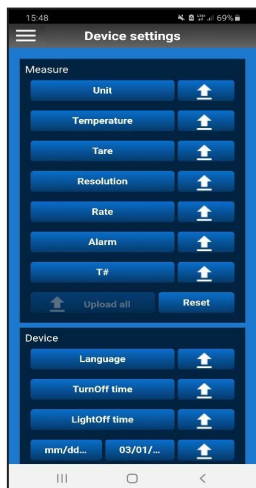 15:48 69%
Device settings
Measure
Unit
Temperature
Tare
Resolution
Rate
Alarm
T#
Upload all Reset
Device
Language
TurnOff time
LightOff time
mm/dd... 03/01/...